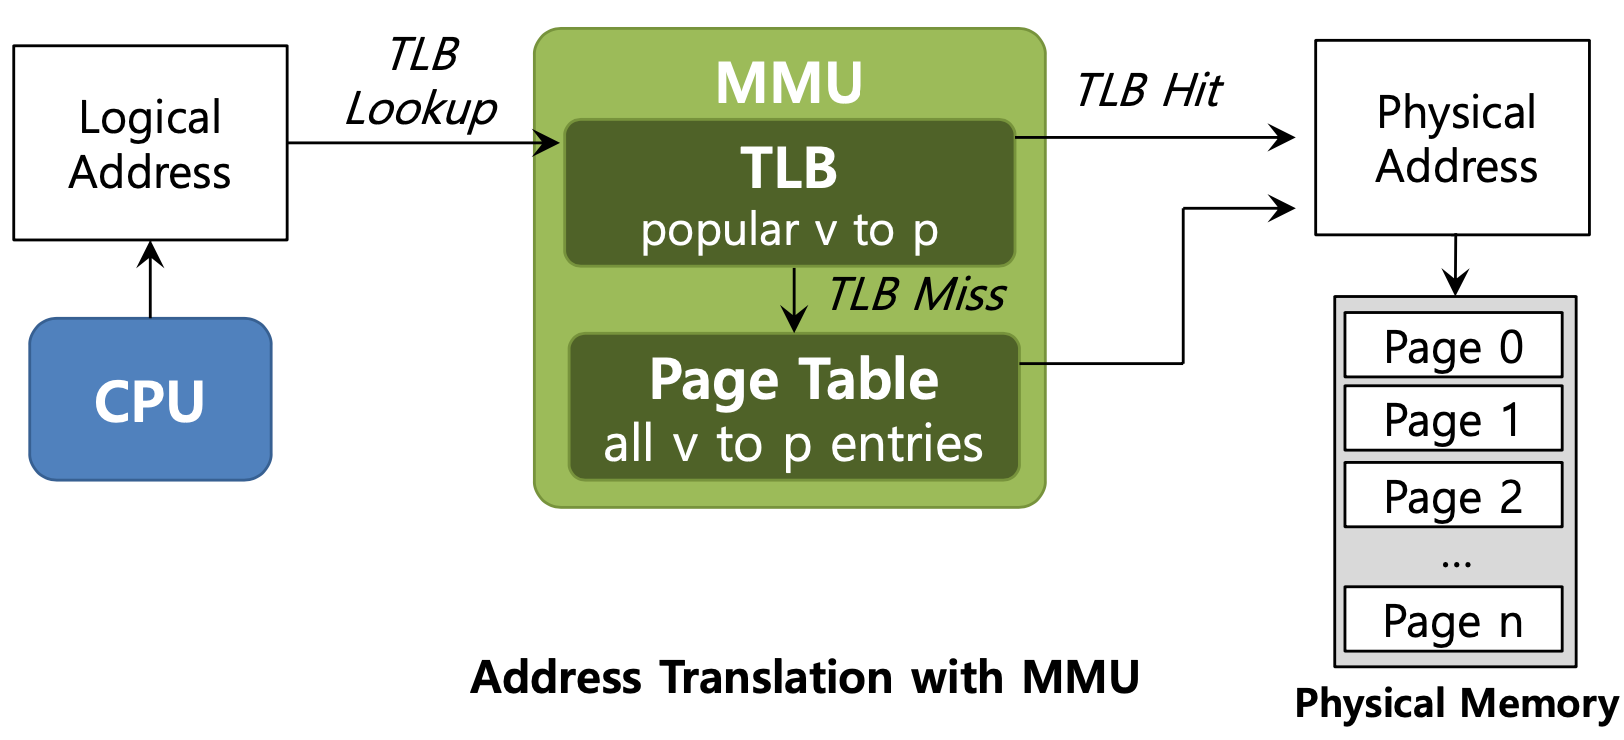 TLB
Lookup
Logical
Address
CPU
MMU
TLB
popular v to p
TLB Miss
Page Table
all v to p entries
TLB Hit
Physical
Address
Page 0
Page 1
Page 2
...
Page n
Physical Memory
Address Translation with MMU